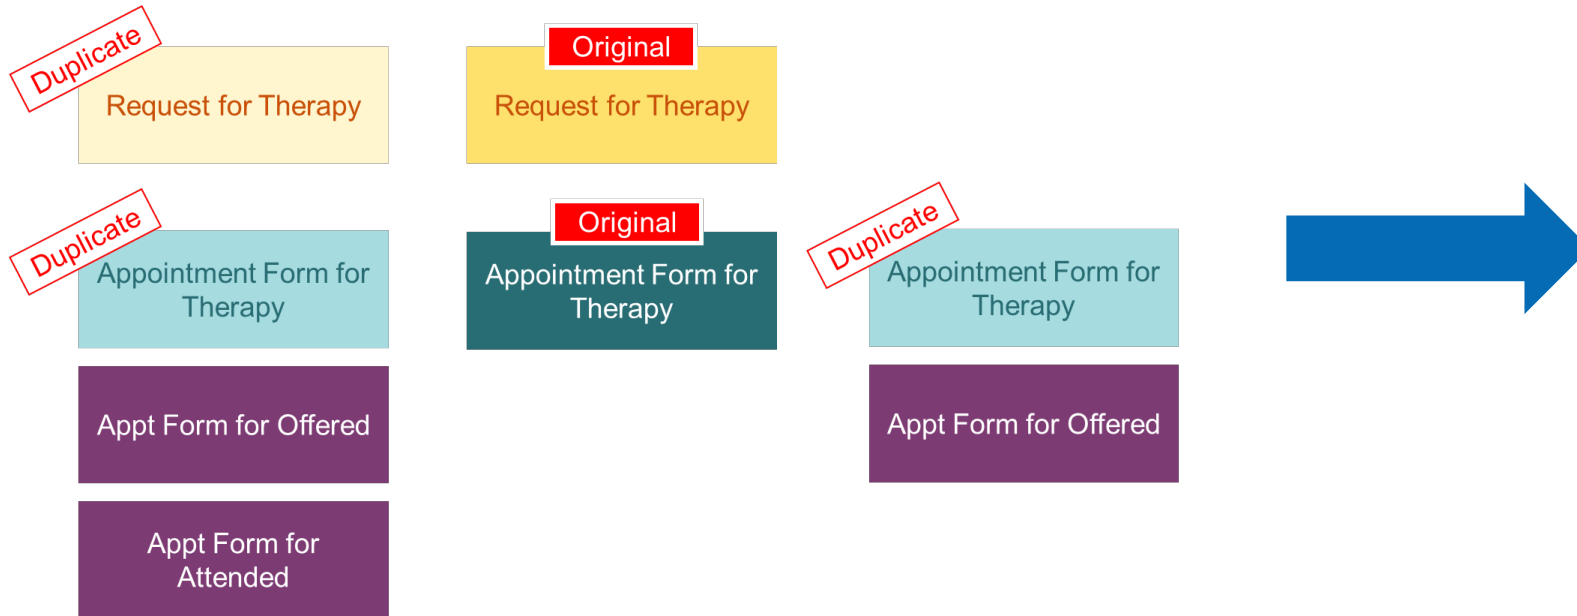 Duplicate
Request for Therapy
Original
Request for Therapy
Duplicate
Appointment Form for
Therapy
Original
Appointment Form for
Therapy
Duplicate
Appointment Form for
Therapy
Appt Form for Offered
Appt Form for Offered
Appt Form for
Attended